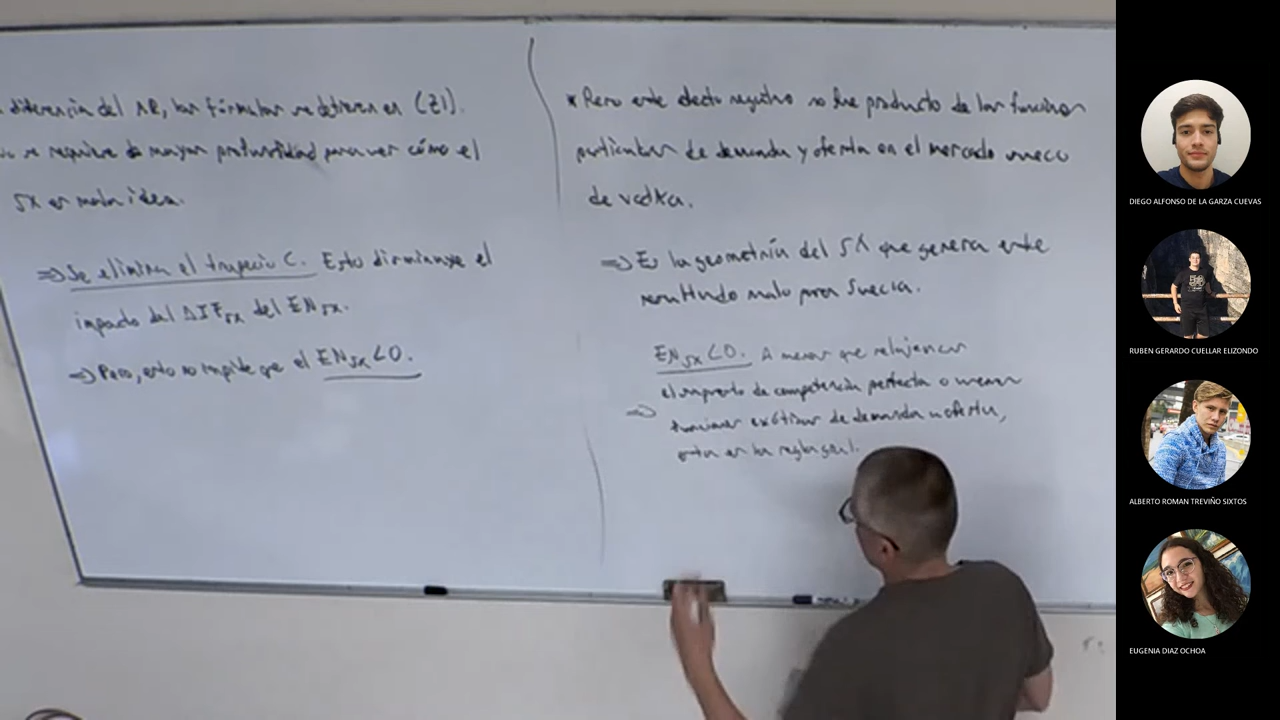 diferencia del AR, las fórmulas se obtienen en (Z1).
se requiere de mayor profundidad para ver cómo el
SX es mala idea.
⇒ Se elimina el trapecio C. Esto disminuye el
impacto del ΔIF_SX del EN_SX.
⇒ Pero, esto no impide que el EN_SX<0.
* Pero este efecto negativo no fue producto de las funciones
particulares de demanda y oferta en el mercado sueco
de vodka.
⇒ Es la geometría del SX que genera este
resultado malo para Suecia.
EN_SX<0. A menos que relajemos
el supuesto de competencia perfecta o usemos
⇒ funciones exóticas de demanda u oferta,
esta es la regla gral.
DIEGO ALFONSO DE LA GARZA CUEVAS
RUBEN GERARDO CUELLAR ELIZONDO
ALBERTO ROMAN TREVIÑO SIXTOS
EUGENIA DIAZ OCHOA